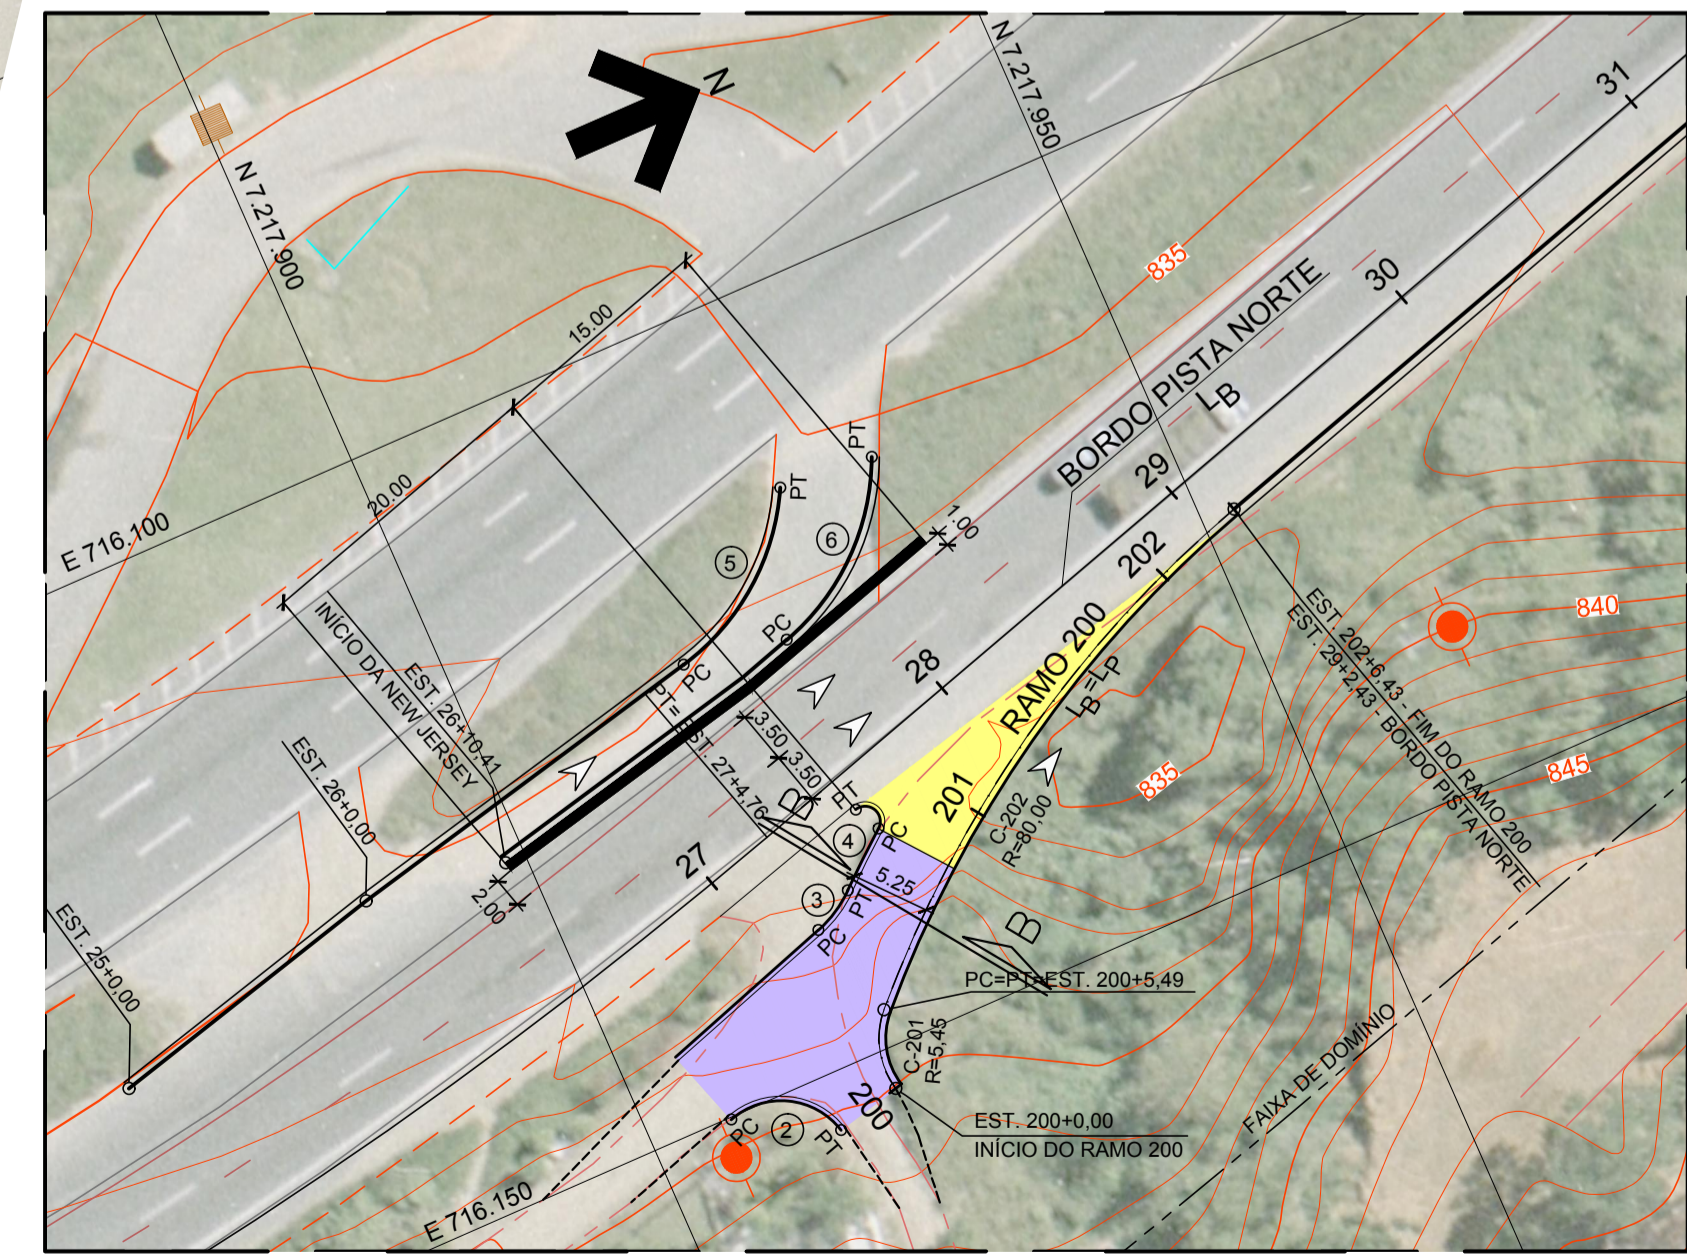 N
N 7.217.950
31
N 7.217.900
835
30
15.00
BORDO PISTA NORTE
LB
20.00
PT
29
PT
E 716.100
1.00
6
5
202
840
INÍCIO DA NEW JERSEY
EST. 26+10,41
PC
PC
28
RAMO 200
LB=LP
EST. 202+6,43 - FIM DO RAMO 200
EST. 29+2,43 - BORDO PISTA NORTE
PT = EST. 27+4,76
3.50
3.50
845
835
EST. 26+0,00
B
PT
201
C-202
R=80,00
4
PC
27
5.25
2.00
3
PT
PC
B
EST. 25+0,00
PC=PT=EST. 200+5,49
C-201
R=5,45
FAIXA DE DOMÍNIO
200
EST. 200+0,00
INÍCIO DO RAMO 200
PC
2
PT
E 716.150